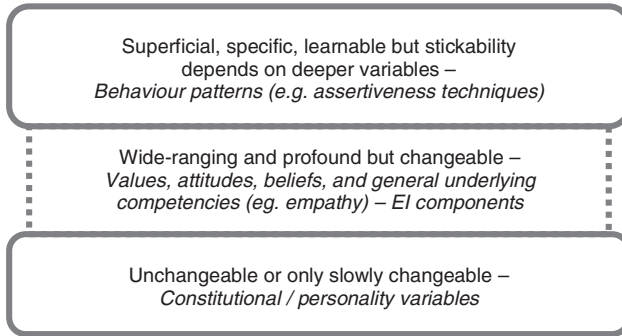 Superficial, specific, learnable but stickability
depends on deeper variables –
Behaviour patterns (e.g. assertiveness techniques)
Wide-ranging and profound but changeable –
Values, attitudes, beliefs, and general underlying
competencies (eg. empathy) – EI components
Unchangeable or only slowly changeable –
Constitutional / personality variables